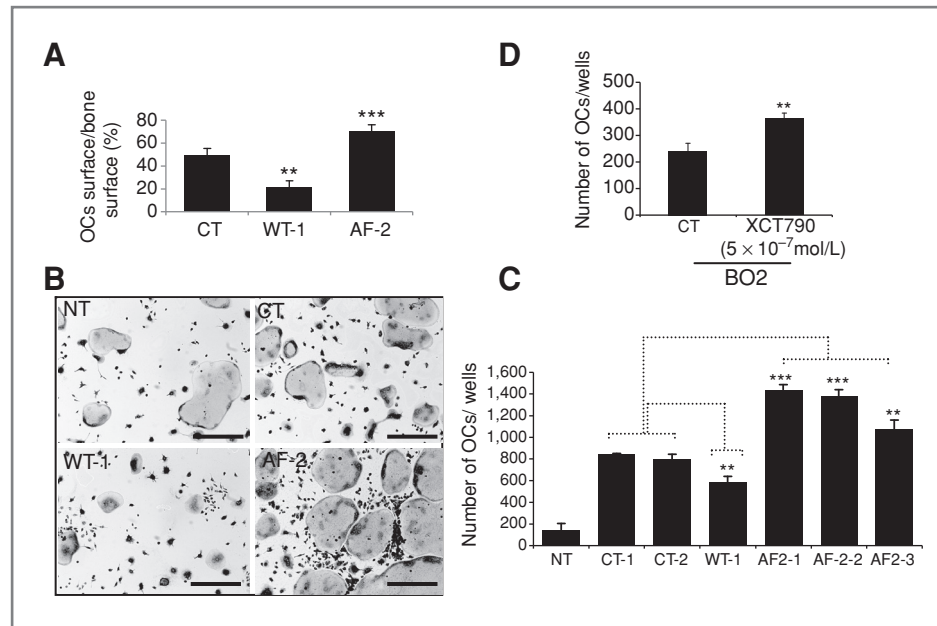 A
OCs surface/bone
surface (%)
80
60
40
20
0
**
***
CT WT-1 AF-2
D
Number of OCs/wells
500
400
300
200
100
0
**
CT XCT790
(5 × 10⁻⁷mol/L)
BO2
B
NT
CT
WT-1
AF-2
C
Number of OCs/ wells
1,600
1,400
1,200
1,000
800
600
400
200
0
**
***
***
**
NT CT-1 CT-2 WT-1 AF2-1 AF-2-2 AF2-3